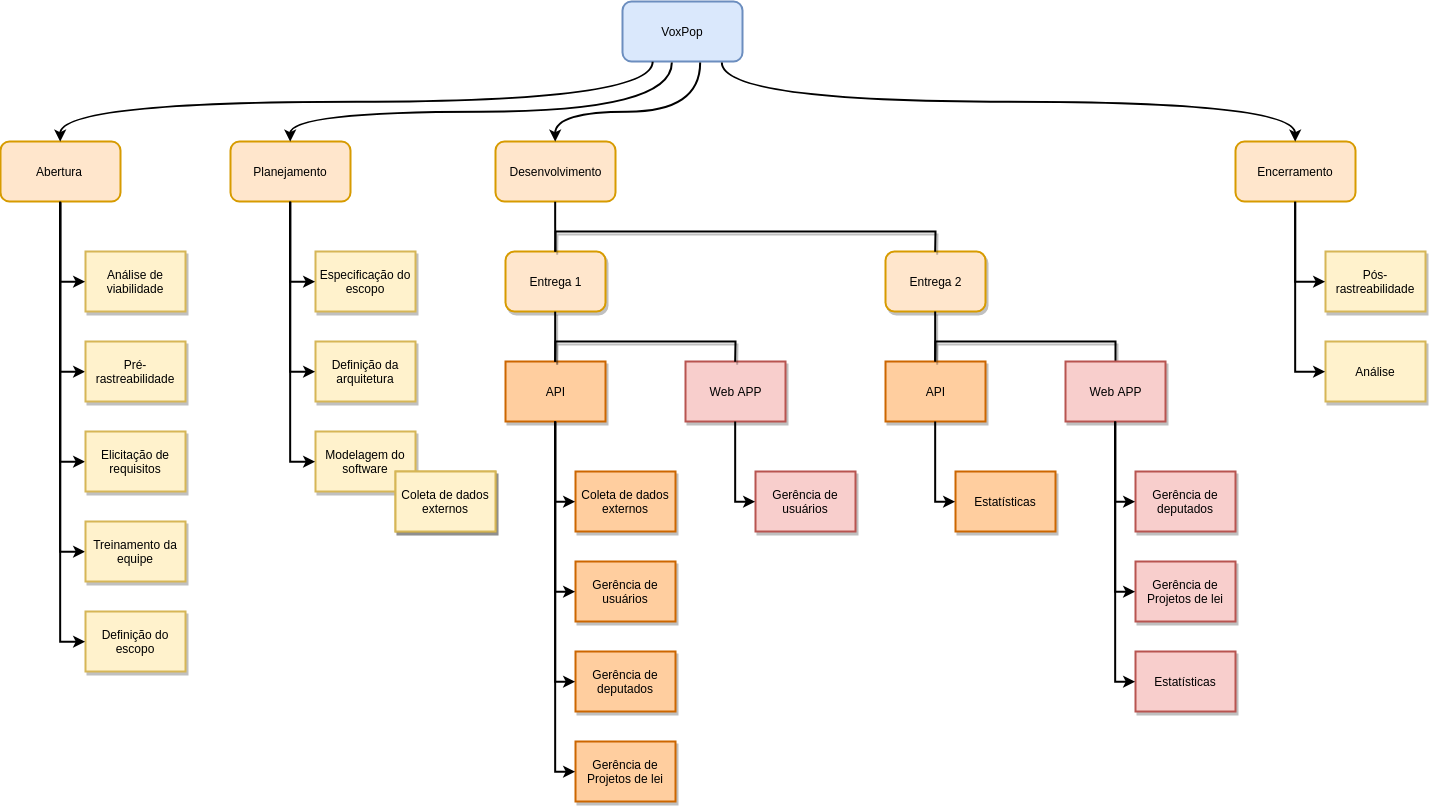 VoxPop
Abertura
Planejamento
Desenvolvimento
Encerramento
Análise de
viabilidade
Pré-
rastreabilidade
Elicitação de
requisitos
Treinamento da
equipe
Definição do
escopo
Especificação do
escopo
Definição da
arquitetura
Modelagem do
software
Coleta de dados
externos
Entrega 1
API
Coleta de dados
externos
Gerência de
usuários
Gerência de
deputados
Gerência de
Projetos de lei
Web APP
Gerência de
usuários
Entrega 2
API
Estatísticas
Web APP
Gerência de
deputados
Gerência de
Projetos de lei
Estatísticas
Pós-
rastreabilidade
Análise